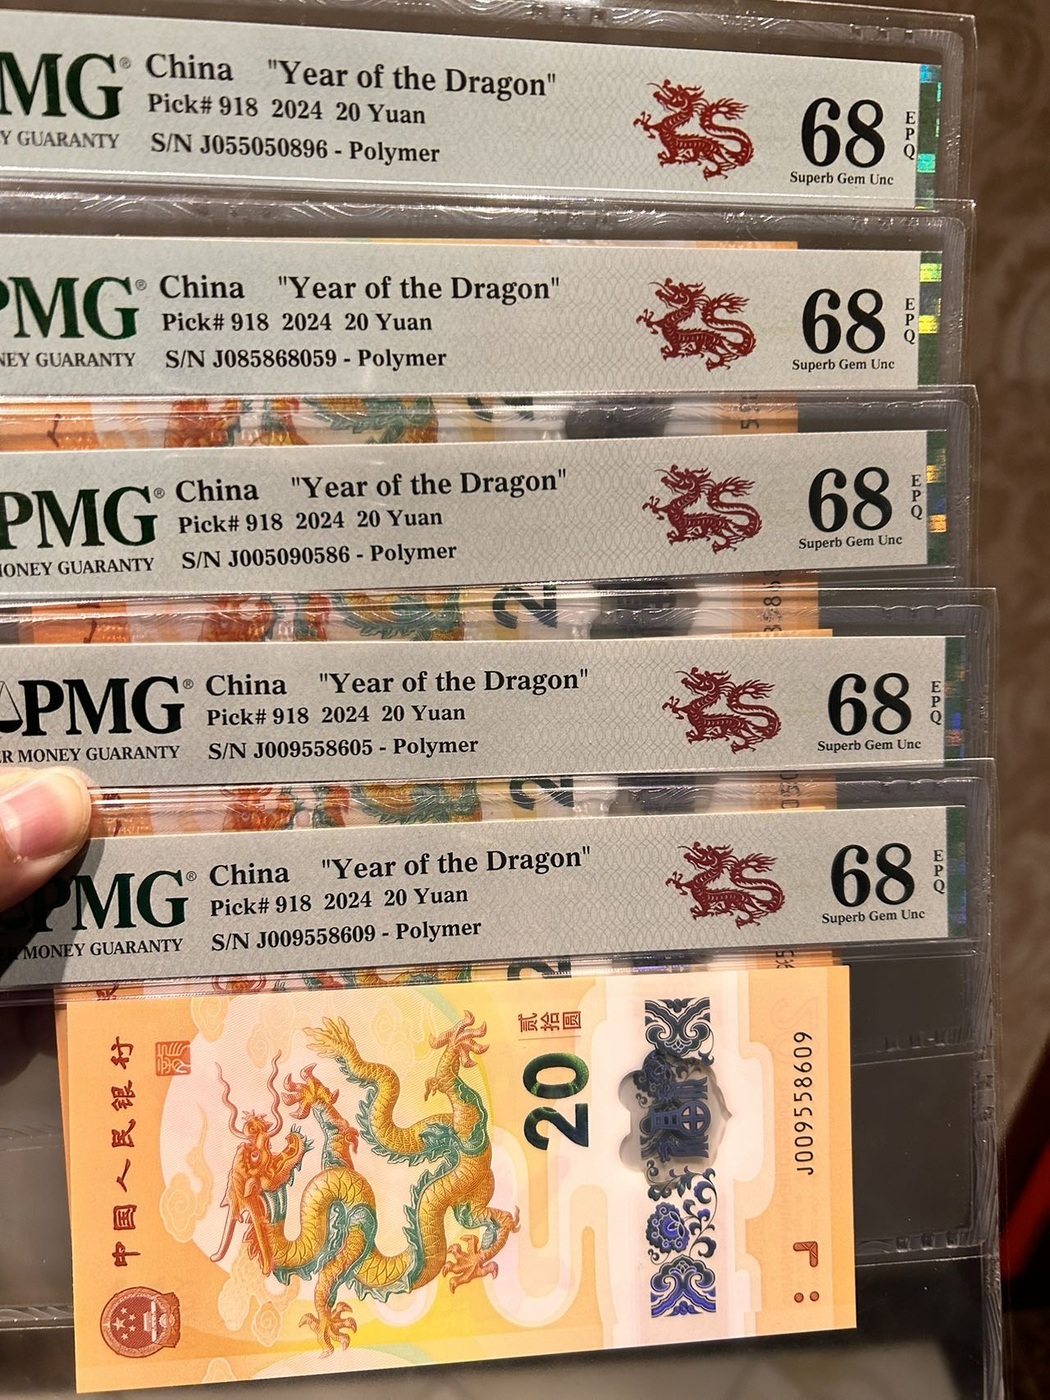 PMG® China "Year of the Dragon"
Pick# 918 2024 20 Yuan
GUARANTY S/N J055050896 - Polymer
68 EPQ
Superb Gem Unc
PMG® China "Year of the Dragon"
Pick# 918 2024 20 Yuan
GUARANTY S/N J085868059 - Polymer
68 EPQ
Superb Gem Unc
PMG® China "Year of the Dragon"
Pick# 918 2024 20 Yuan
MONEY GUARANTY S/N J005090586 - Polymer
68 EPQ
Superb Gem Unc
PMG® China "Year of the Dragon"
Pick# 918 2024 20 Yuan
MONEY GUARANTY S/N J009558605 - Polymer
68 EPQ
Superb Gem Unc
PMG® China "Year of the Dragon"
Pick# 918 2024 20 Yuan
MONEY GUARANTY S/N J009558609 - Polymer
68 EPQ
Superb Gem Unc
中国人民银行
贰拾圆
20
J009558609